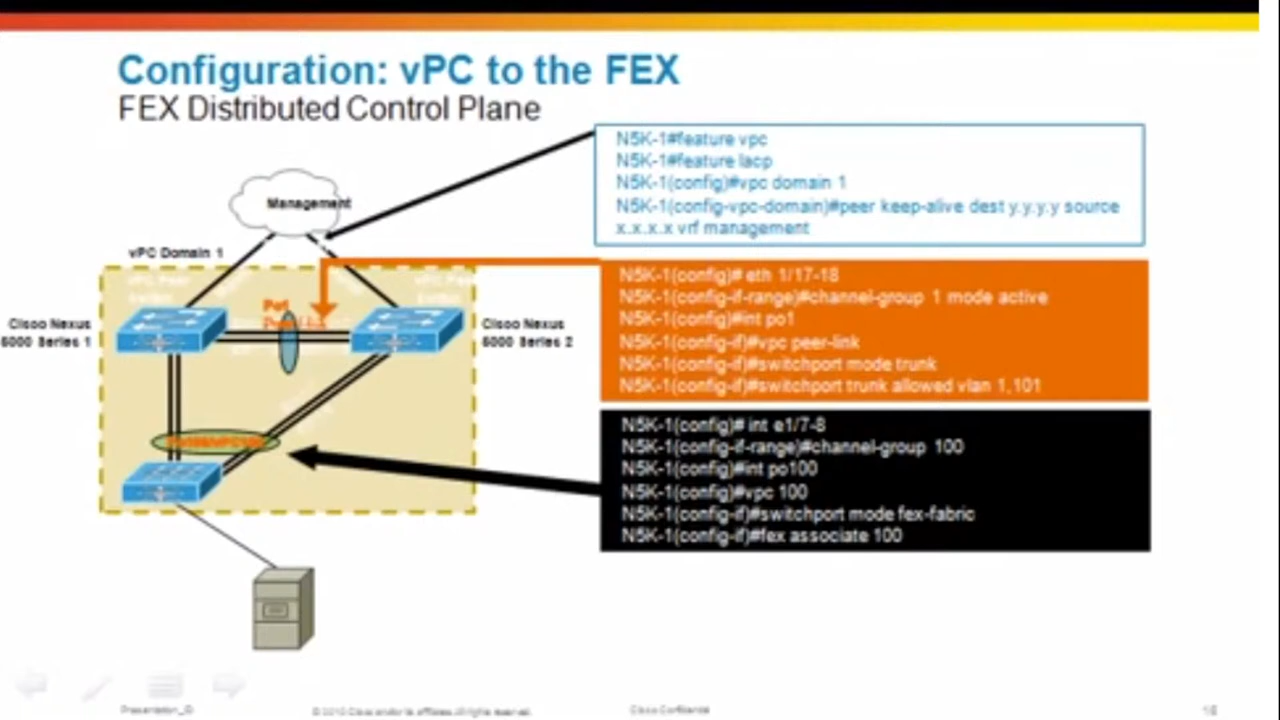 Configuration: vPC to the FEX
FEX Distributed Control Plane
N5K-1#feature vpc
N5K-1#feature lacp
N5K-1(config)#vpc domain 1
N5K-1(config-vpc-domain)#peer keep-alive dest y.y.y.y source
x.x.x.x vrf management
Management
vPC Domain 1
N5K-1(config)# eth 1/17-18
N5K-1(config-if-range)#channel-group 1 mode active
N5K-1(config)#int po1
N5K-1(config-if)#vpc peer-link
N5K-1(config-if)#switchport mode trunk
N5K-1(config-if)#switchport trunk allowed vlan 1,101
Cisco Nexus
5000 Series 1
Cisco Nexus
5000 Series 2
N5K-1(config)# int e1/7-8
N5K-1(config-if-range)#channel-group 100
N5K-1(config)#int po100
N5K-1(config)#vpc 100
N5K-1(config-if)#switchport mode fex-fabric
N5K-1(config-if)#fex associate 100
Presentation_ID
Cisco Confidential